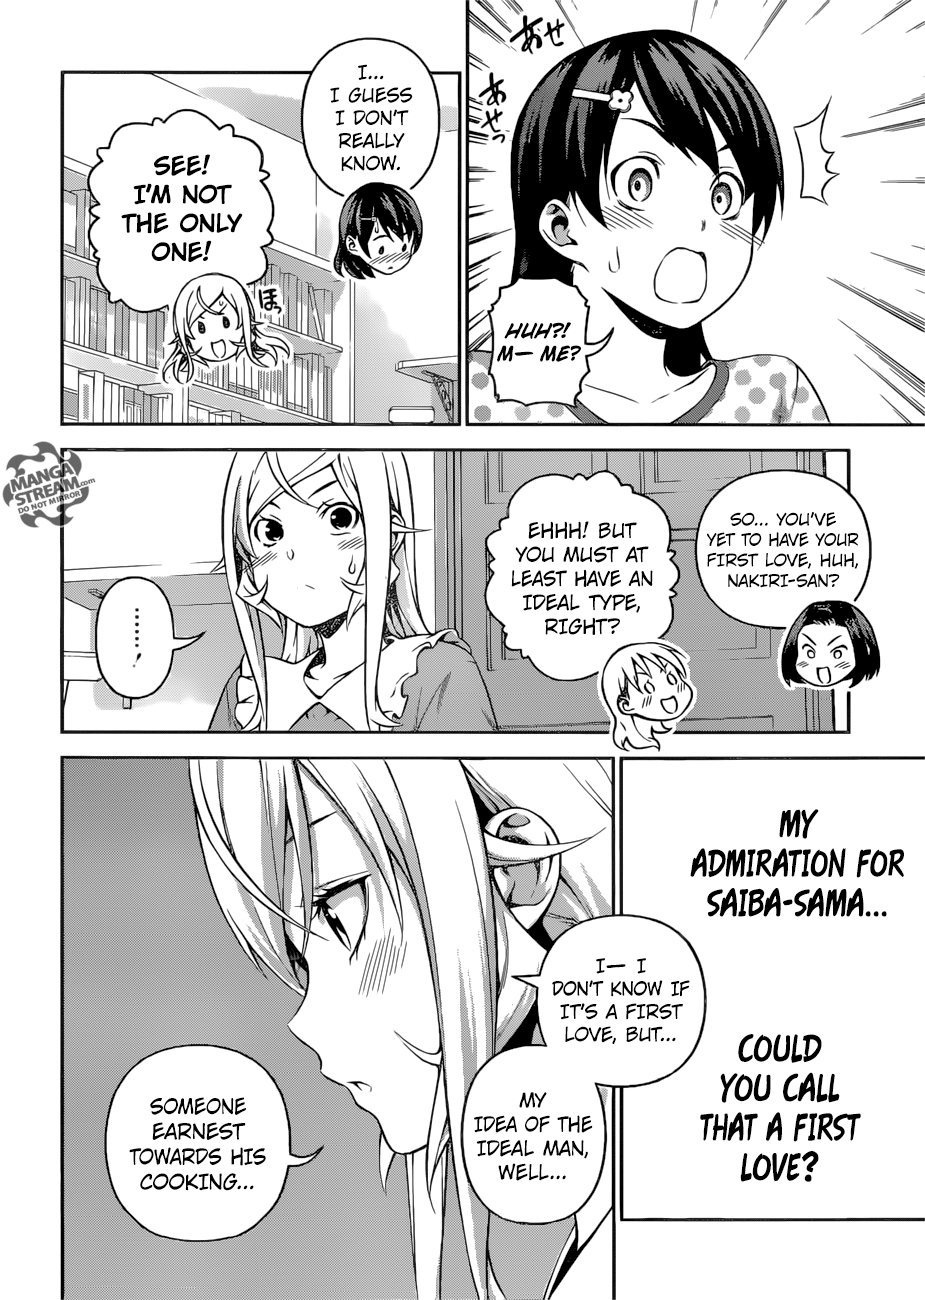 あせ
あせっ
HUH?!
M— ME?
I...
I GUESS
I DON'T
REALLY
KNOW.
SEE!
I'M NOT
THE ONLY
ONE!
ほっ
SO... YOU'VE
YET TO HAVE YOUR
FIRST LOVE, HUH,
NAKIRI-SAN?
EHHH! BUT
YOU MUST AT
LEAST HAVE AN
IDEAL TYPE,
RIGHT?
.......!
MANGA
STREAM.com
DO NOT MIRROR
MY
ADMIRATION FOR
SAIBA-SAMA...
COULD
YOU CALL
THAT A FIRST
LOVE?
I— I
DON'T KNOW IF
IT'S A FIRST
LOVE, BUT...
MY
IDEA OF THE
IDEAL MAN,
WELL...
SOMEONE
EARNEST
TOWARDS HIS
COOKING...